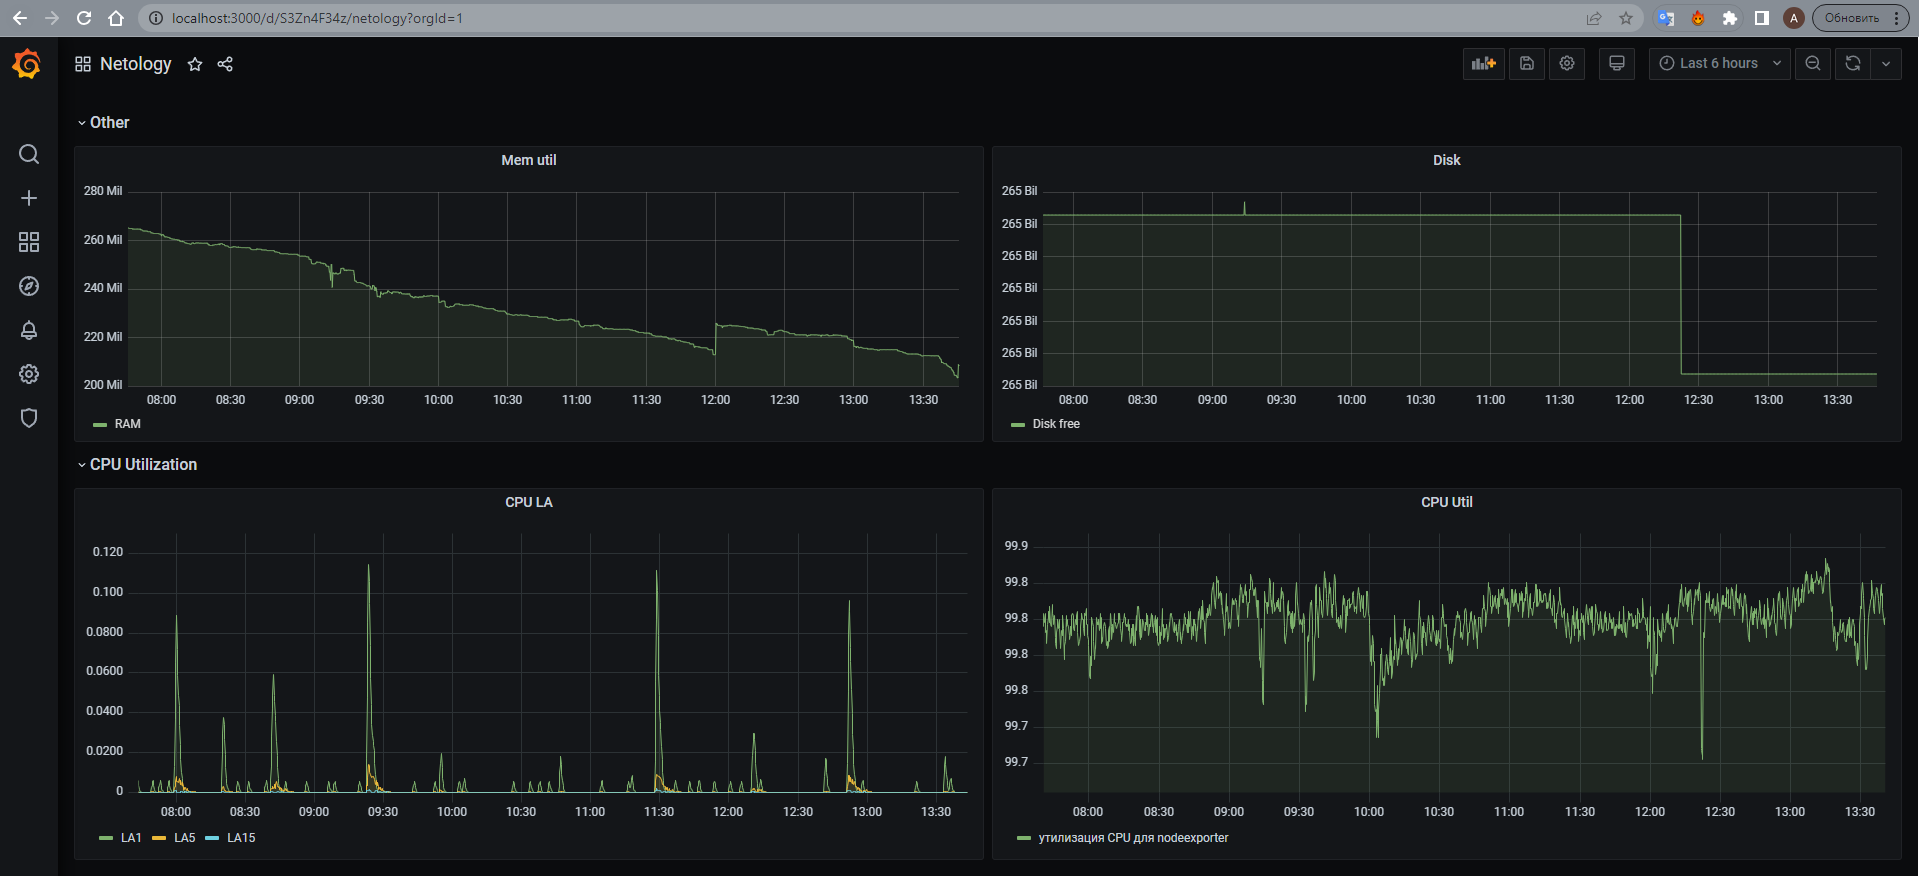 localhost:3000/d/S3Zn4F34z/netology?orgId=1
A
Обновить
Netology
Last 6 hours
Other
Mem util
280 Mil
260 Mil
240 Mil
220 Mil
200 Mil
08:00 08:30 09:00 09:30 10:00 10:30 11:00 11:30 12:00 12:30 13:00 13:30
RAM
Disk
265 Bil
265 Bil
265 Bil
265 Bil
265 Bil
265 Bil
265 Bil
08:00 08:30 09:00 09:30 10:00 10:30 11:00 11:30 12:00 12:30 13:00 13:30
Disk free
CPU Utilization
CPU LA
0.120
0.100
0.0800
0.0600
0.0400
0.0200
0
08:00 08:30 09:00 09:30 10:00 10:30 11:00 11:30 12:00 12:30 13:00 13:30
LA1 LA5 LA15
CPU Util
99.9
99.8
99.8
99.8
99.8
99.7
99.7
08:00 08:30 09:00 09:30 10:00 10:30 11:00 11:30 12:00 12:30 13:00 13:30
утилизация CPU для nodeexporter